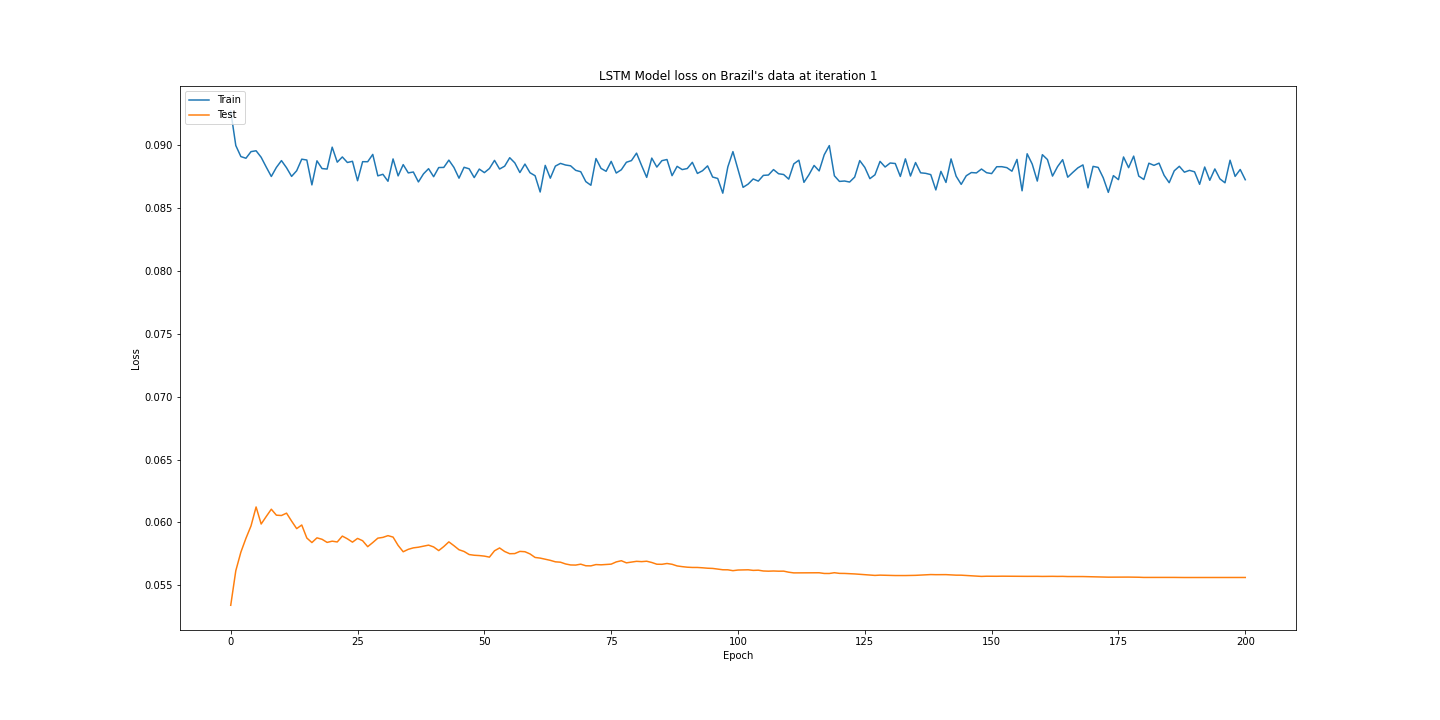 LSTM Model loss on Brazil's data at iteration 1
Train
Test
0.090
0.085
0.080
0.075
0.070
0.065
0.060
0.055
Loss
0 25 50 75 100 125 150 175 200
Epoch